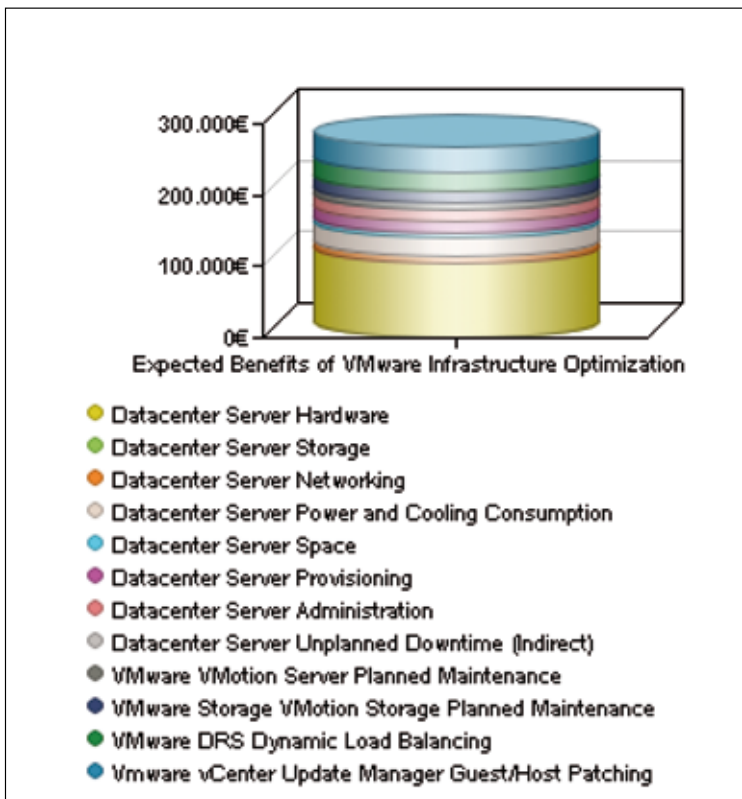 300.000€
200.000€
100.000€
0€
Expected Benefits of VMware Infrastructure Optimization
Datacenter Server Hardware
Datacenter Server Storage
Datacenter Server Networking
Datacenter Server Power and Cooling Consumption
Datacenter Server Space
Datacenter Server Provisioning
Datacenter Server Administration
Datacenter Server Unplanned Downtime (Indirect)
VMware VMotion Server Planned Maintenance
VMware Storage VMotion Storage Planned Maintenance
VMware DRS Dynamic Load Balancing
Vmware vCenter Update Manager Guest/Host Patching